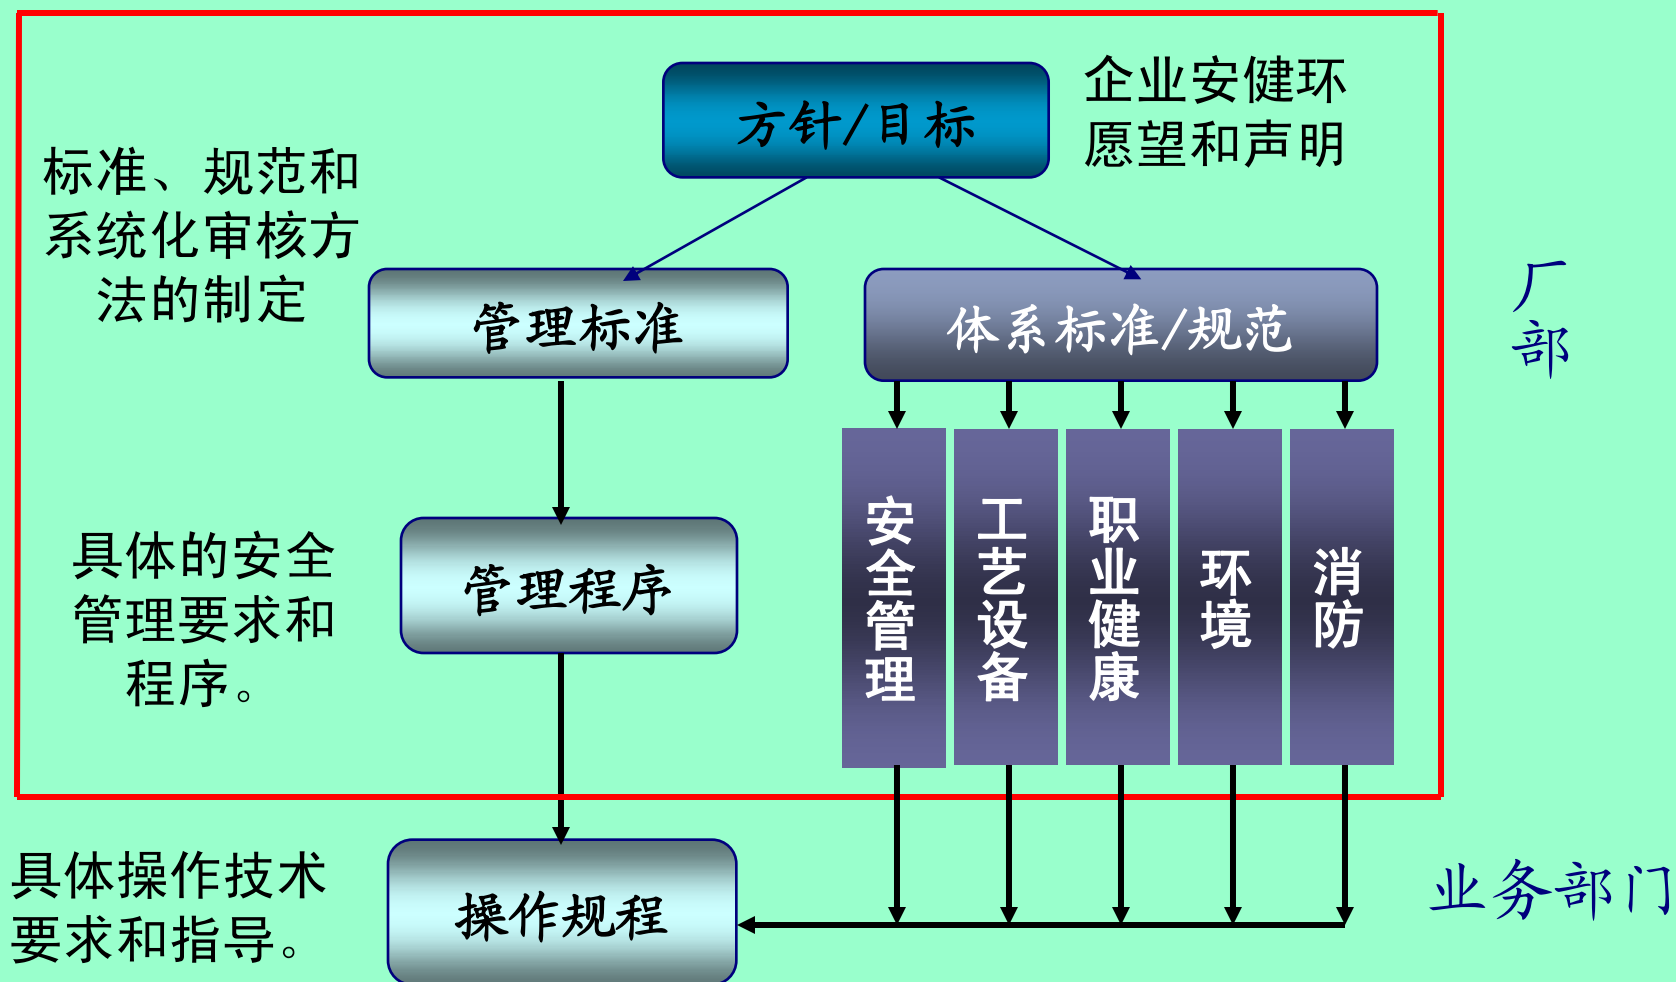 方针/目标
企业安健环
愿望和声明
标准、规范和
系统化审核方
法的制定
管理标准
体系标准/规范
厂
部
具体的安全
管理要求和
程序。
管理程序
安全管理
工艺设备
职业健康
环境
消防
具体操作技术
要求和指导。
操作规程
业务部门